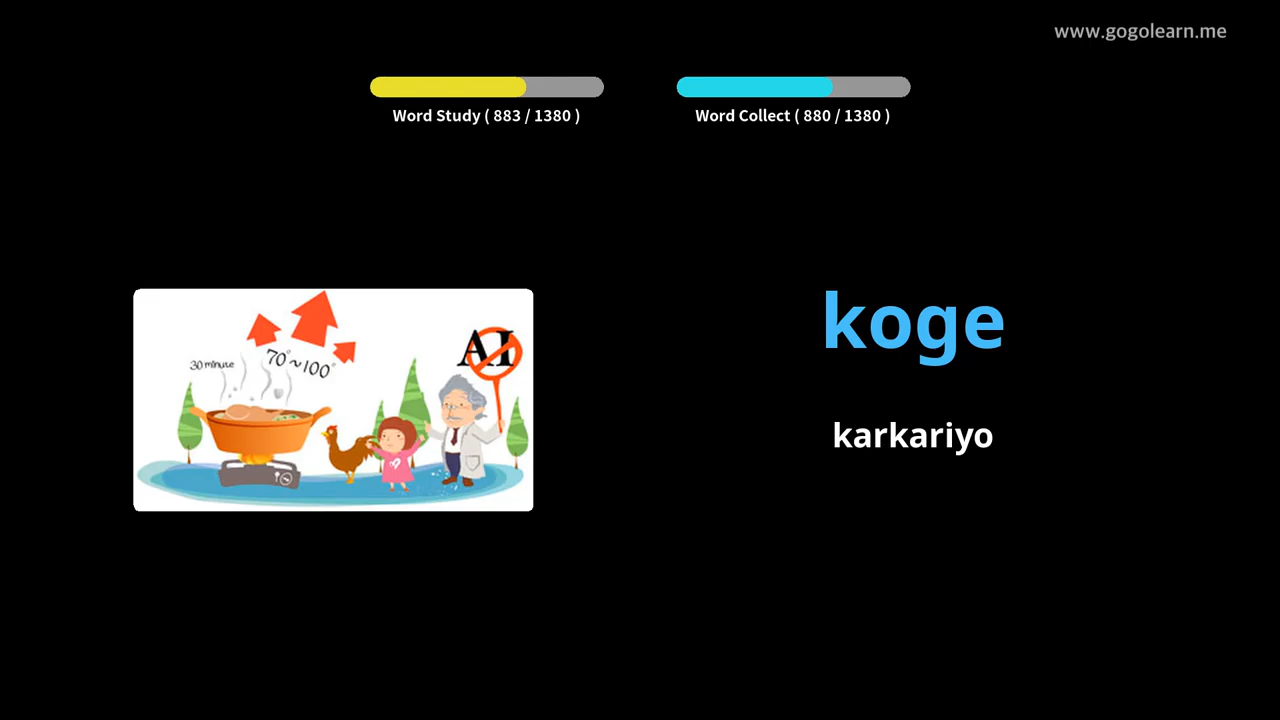 www.gogolearn.me
Word Study ( 883 / 1380 )
Word Collect ( 880 / 1380 )
30 minute
70°~100°
AI
koge
karkariyo